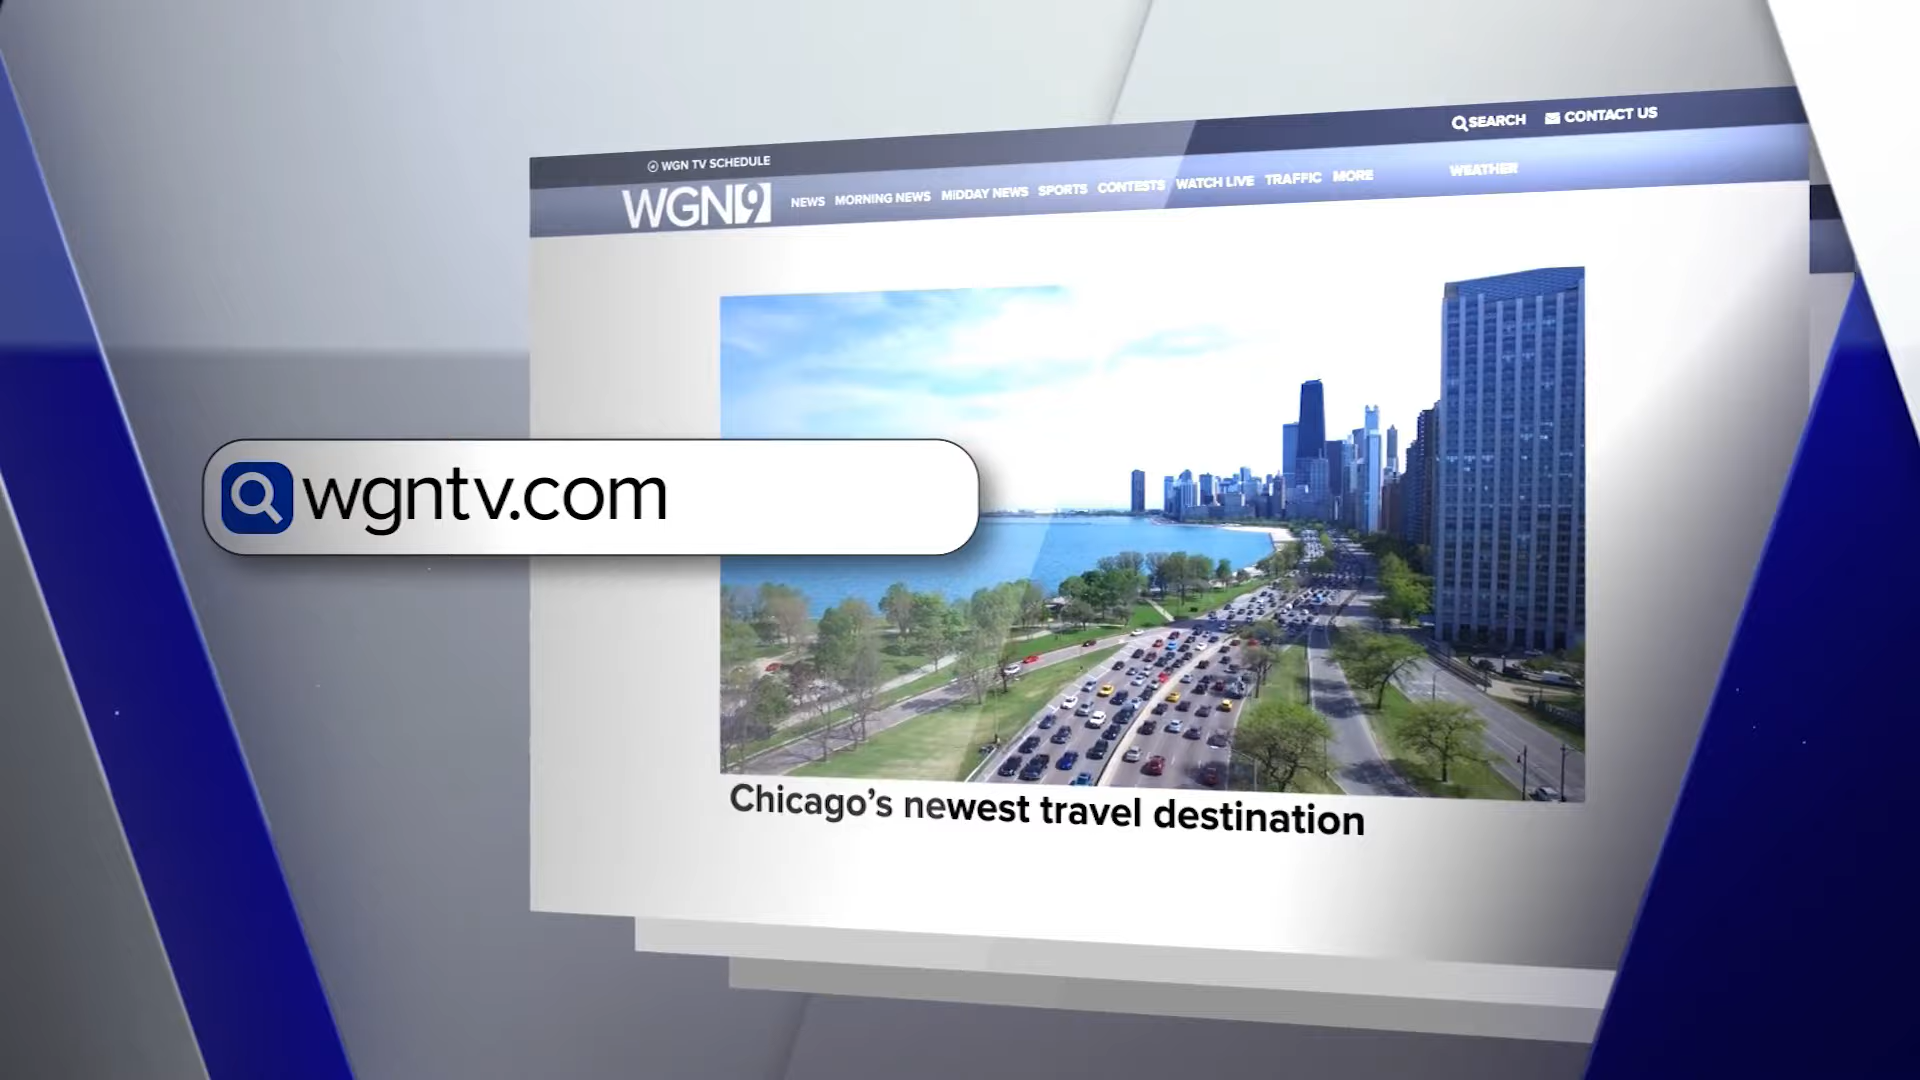 SEARCH CONTACT US
WGN TV SCHEDULE
WGN9 NEWS MORNING NEWS MIDDAY NEWS SPORTS CONTESTS WATCH LIVE TRAFFIC MORE WEATHER
wgntv.com
Chicago’s newest travel destination